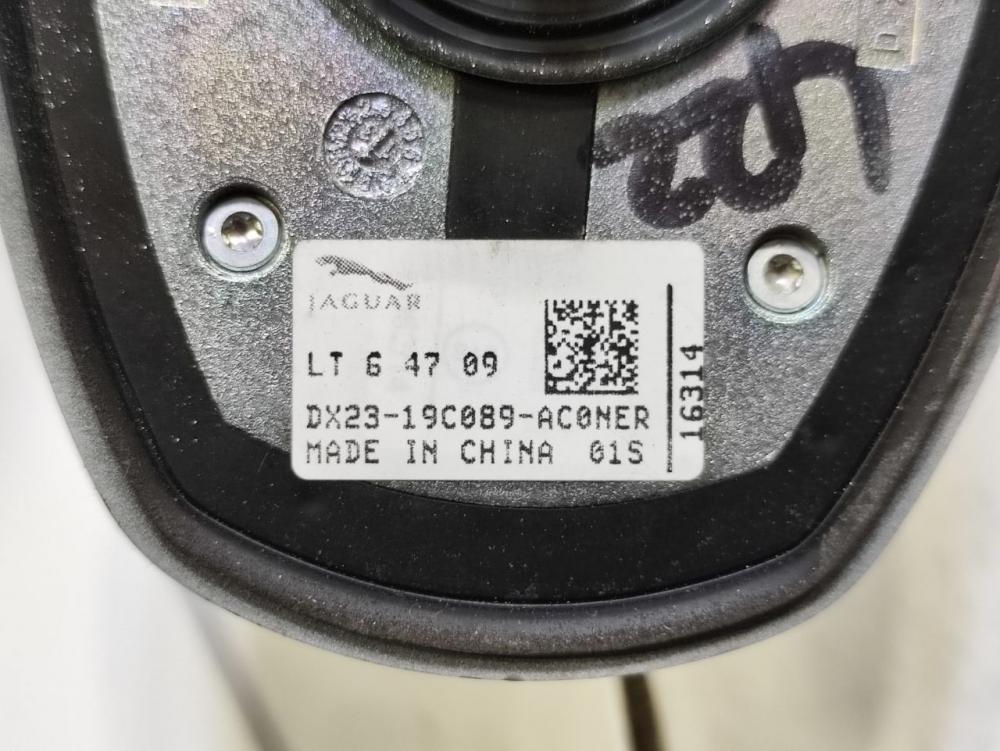 JAGUAR
LT 6 47 09
DX23-19C089-AC0NER
MADE IN CHINA 01S
16314